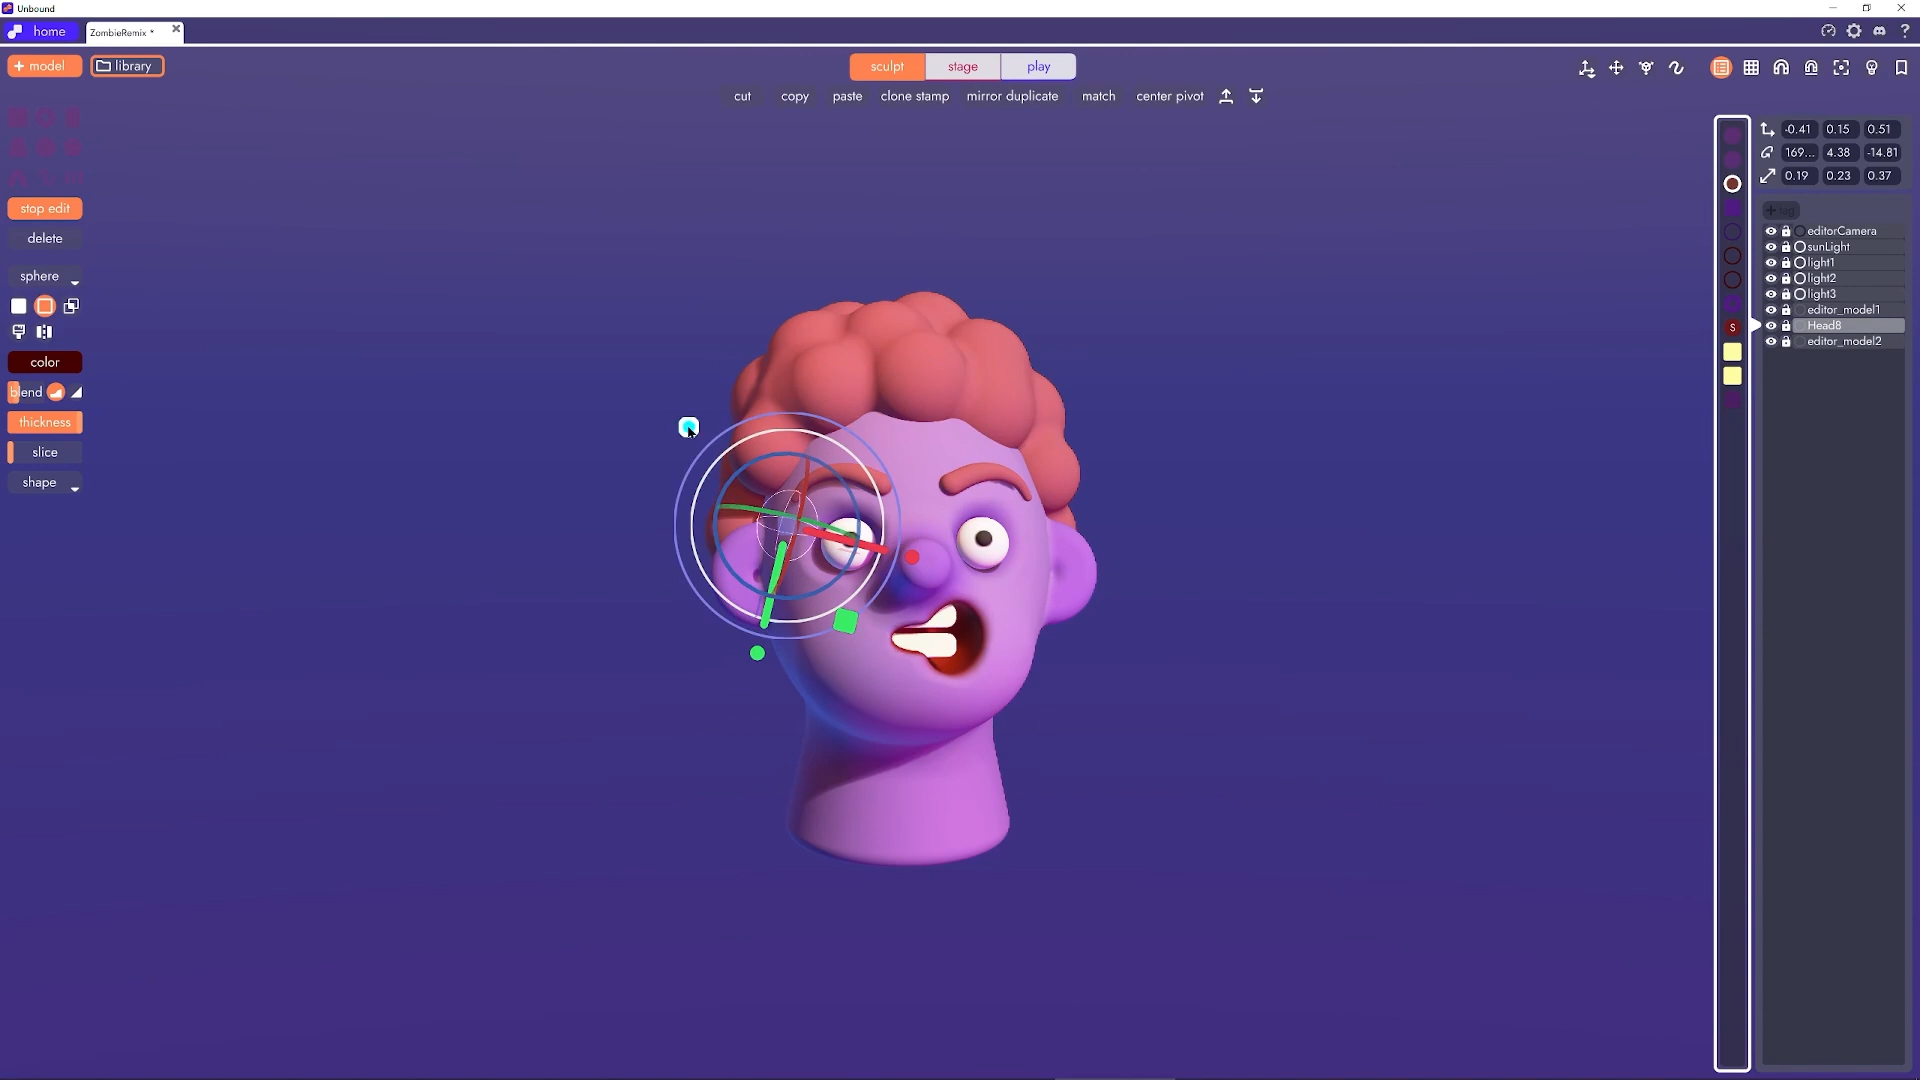 Unbound
home
ZombieRemix *
+ model
library
sculpt
stage
play
cut
copy
paste
clone stamp
mirror duplicate
match
center pivot
stop edit
delete
sphere
color
blend
thickness
slice
shape
-0.41 0.15 0.51
169... 4.38 -14.81
0.19 0.23 0.37
+ tag
editorCamera
sunLight
light1
light2
light3
editor_model1
S
Head8
editor_model2